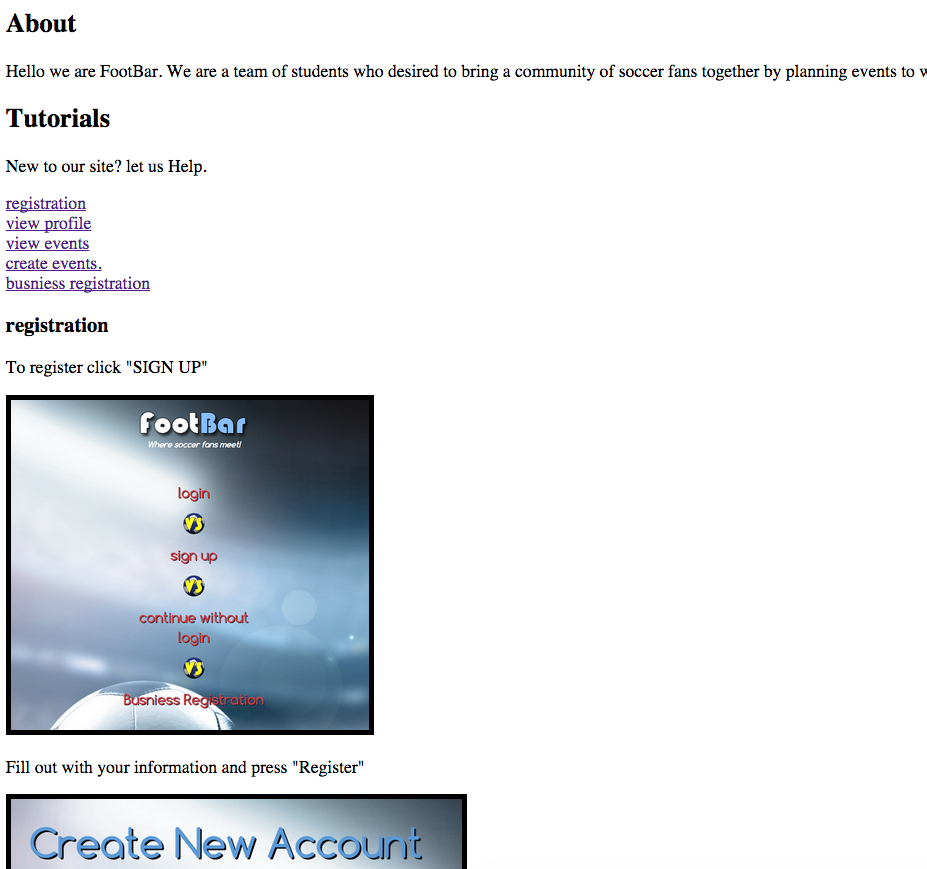 About
Hello we are FootBar. We are a team of students who desired to bring a community of soccer fans together by planning events to
Tutorials
New to our site? let us Help.
registration
view profile
view events
create events.
busniess registration
registration
To register click "SIGN UP"
FootBar
Where soccer fans meet!
login
VS
sign up
VS
continue without
login
VS
Busniess Registration
Fill out with your information and press "Register"
Create New Account